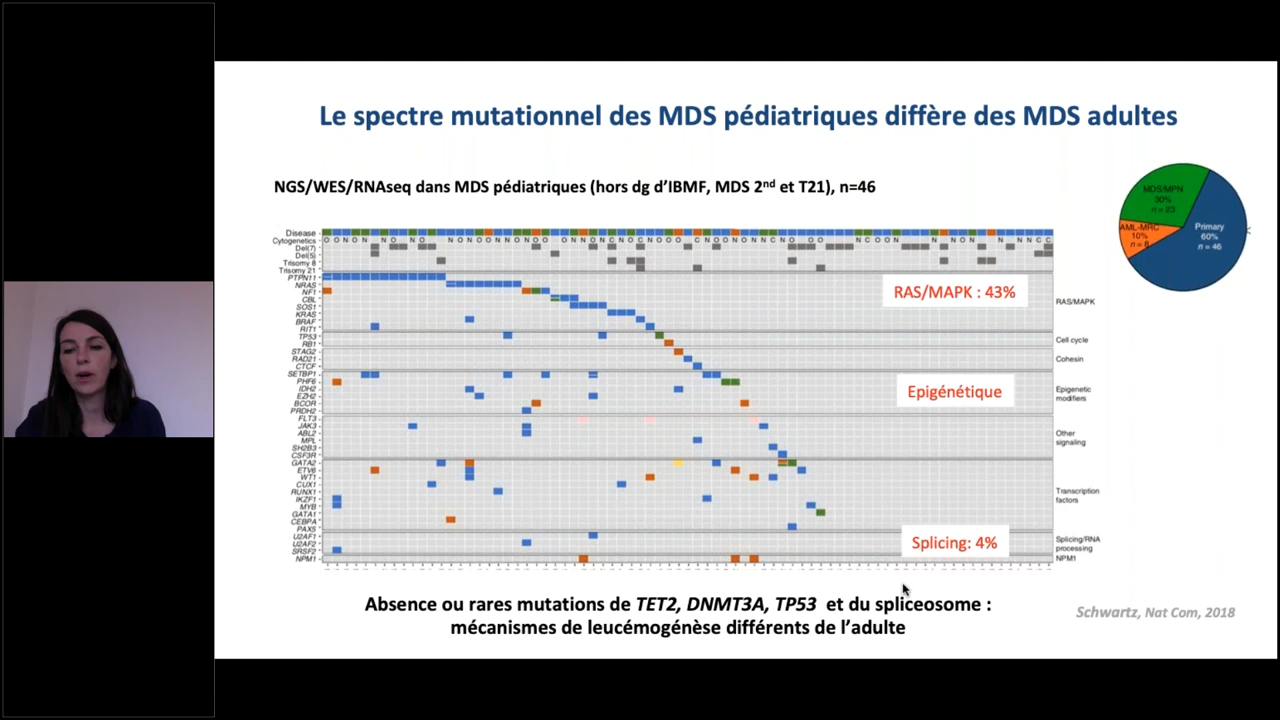 Le spectre mutationnel des MDS pédiatriques diffère des MDS adultes
NGS/WES/RNAseq dans MDS pédiatriques (hors dg d'IBMF, MDS 2nd et T21), n=46
MDS/MPN
30%
n = 23
AML-MRC
10%
n = 8
Primary
60%
n = 46
Disease
Cytogenetics
Del(7)
Del(5)
Trisomy 8
Trisomy 21
PTPN11
NRAS
NF1
CBL
SOS1
KRAS
BRAF
RIT1
RAS/MAPK : 43%
RAS/MAPK
TP53
RB1
Cell cycle
STAG2
RAD21
CTCF
Cohesin
SETBP1
PHF6
IDH2
EZH2
BCOR
PRDH2
Epigénétique
Epigenetic
modifiers
FLT3
JAK3
ABL2
MPL
SH2B3
CSF3R
Other
signaling
GATA2
ETV6
WT1
CUX1
RUNX1
IKZF1
MYB
GATA1
CEBPA
PAX5
Transcription
factors
U2AF1
U2AF2
SRSF2
Splicing: 4%
Splicing/RNA
processing
NPM1
NPM1
Absence ou rares mutations de TET2, DNMT3A, TP53 et du spliceosome :
mécanismes de leucémogénèse différents de l'adulte
Schwartz, Nat Com, 2018